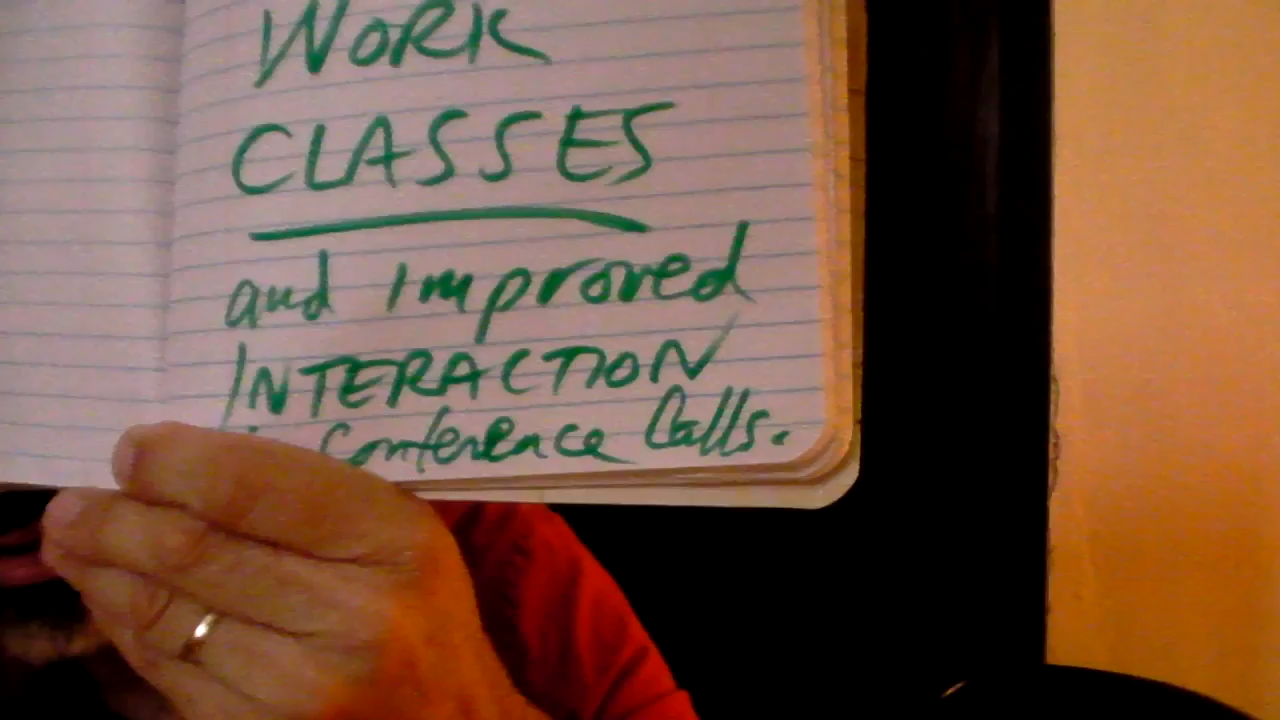 WORK
CLASSES
and improved
INTERACTION
Conference Calls.